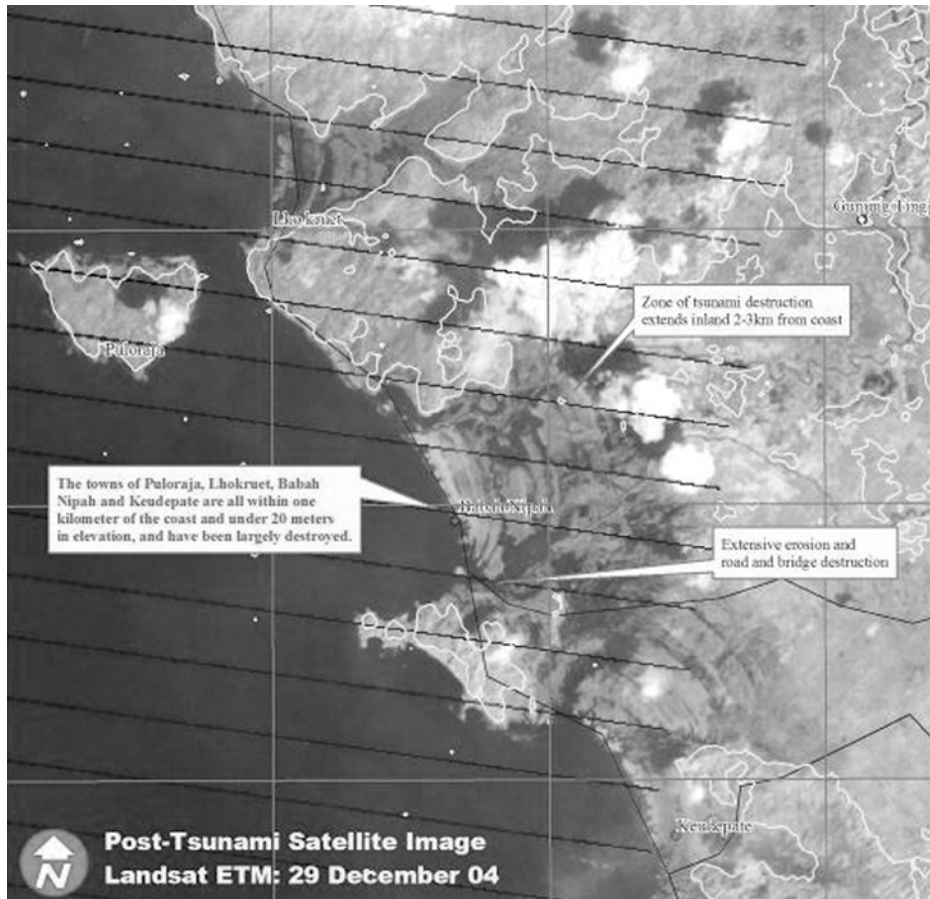 Lhokruet
Gunung Ting
Zone of tsunami destruction
extends inland 2-3km from coast
Puloraja
The towns of Puloraja, Lhokruet, Babah
Nipah and Keudepate are all within one
kilometer of the coast and under 20 meters
in elevation, and have been largely destroyed.
Babah Nipah
Extensive erosion and
road and bridge destruction
Keudepate
Post-Tsunami Satellite Image
N
Landsat ETM: 29 December 04